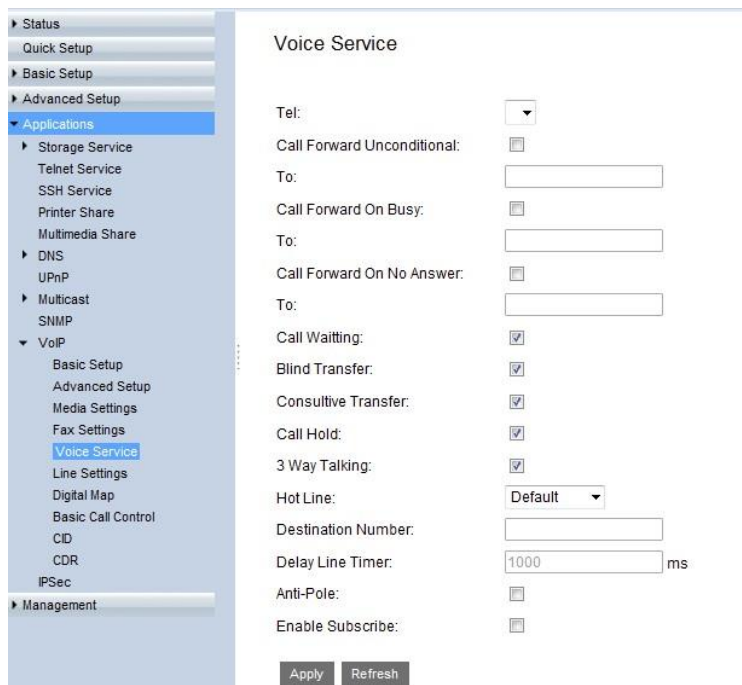 Status
Quick Setup
Basic Setup
Advanced Setup
Applications
Storage Service
Telnet Service
SSH Service
Printer Share
Multimedia Share
DNS
UPnP
Multicast
SNMP
VoIP
Basic Setup
Advanced Setup
Media Settings
Fax Settings
Voice Service
Line Settings
Digital Map
Basic Call Control
CID
CDR
IPSec
Management
Voice Service
Tel:
Call Forward Unconditional:
To:
Call Forward On Busy:
To:
Call Forward On No Answer:
To:
Call Waitting:
Blind Transfer:
Consultive Transfer:
Call Hold:
3 Way Talking:
Hot Line: Default
Destination Number:
Delay Line Timer: 1000 ms
Anti-Pole:
Enable Subscribe:
Apply Refresh